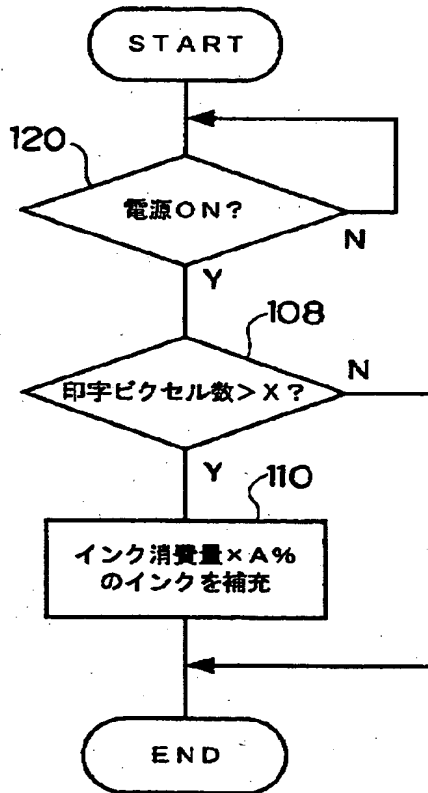 START
120
電源ON?
N
Y
108
印字ピクセル数>X?
N
Y
110
インク消費量×A%
のインクを補充
END